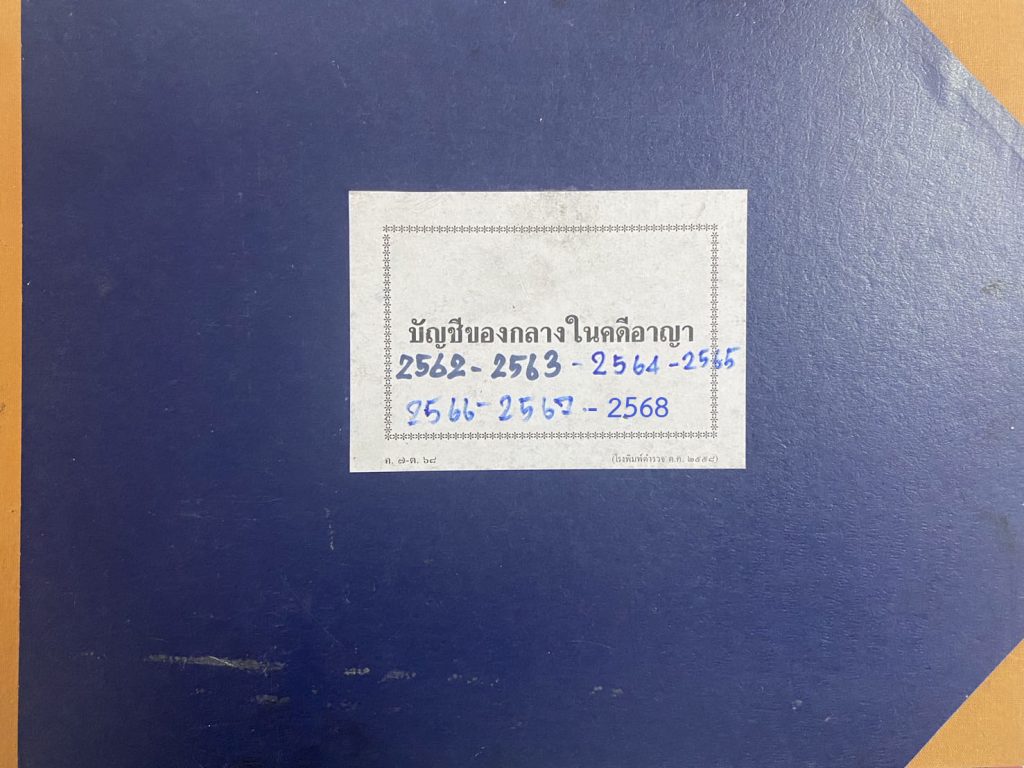 บัญชีของกลางในคดีอาญา
2562 - 2563 - 2564 - 2565
2566 - 2567 - 2568
ค. ๗-ต. ๖๘ (โรงพิมพ์ตำรวจ ต.ค. ๒๕๕๘)